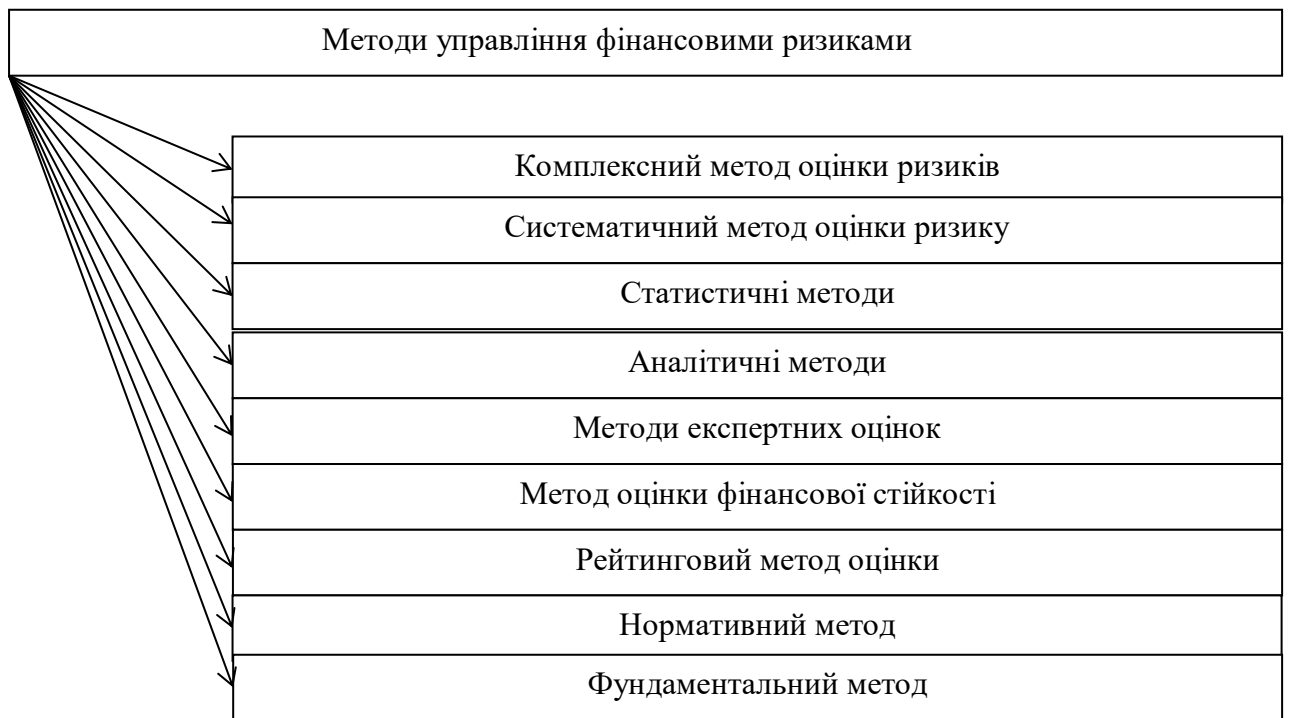 Методи управління фінансовими ризиками
Комплексний метод оцінки ризиків
Систематичний метод оцінки ризику
Статистичні методи
Аналітичні методи
Методи експертних оцінок
Метод оцінки фінансової стійкості
Рейтинговий метод оцінки
Нормативний метод
Фундаментальний метод